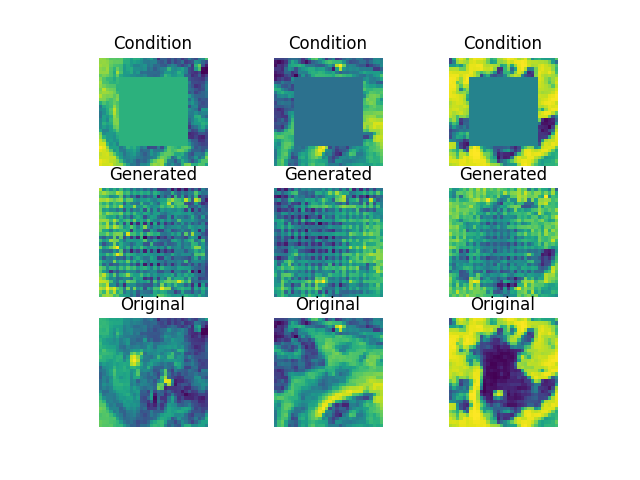 Condition Condition Condition
Generated Generated Generated
Original Original Original